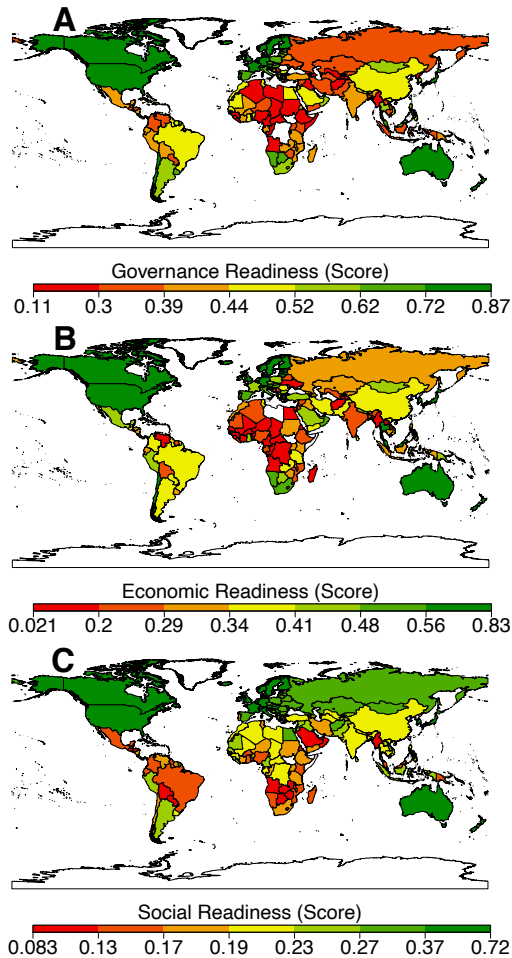 A
Governance Readiness (Score)
0.11 0.3 0.39 0.44 0.52 0.62 0.72 0.87
B
Economic Readiness (Score)
0.021 0.2 0.29 0.34 0.41 0.48 0.56 0.83
C
Social Readiness (Score)
0.083 0.13 0.17 0.19 0.23 0.27 0.37 0.72